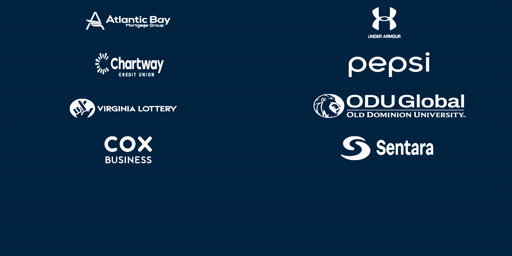 Atlantic Bay
Mortgage Group
UNDER ARMOUR
Chartway
CREDIT UNION
pepsi
VIRGINIA LOTTERY
ODU Global
OLD DOMINION UNIVERSITY
COX
BUSINESS
Sentara